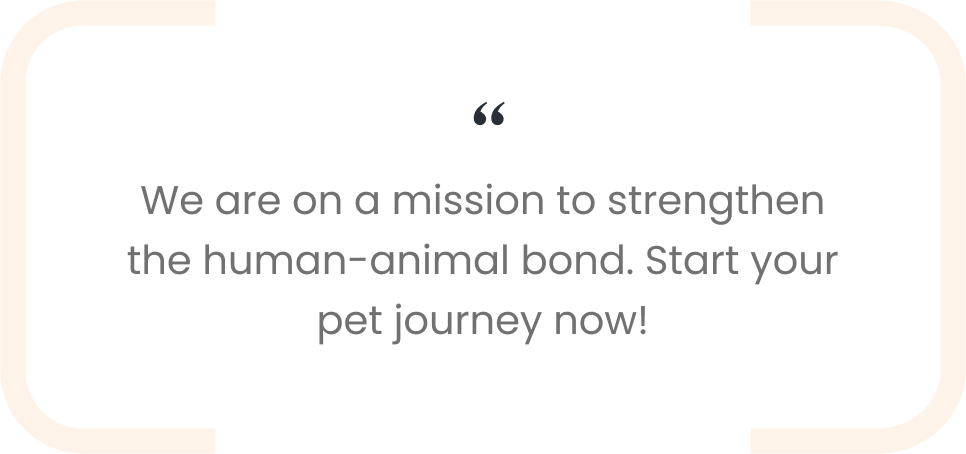 “
We are on a mission to strengthen
the human-animal bond. Start your
pet journey now!